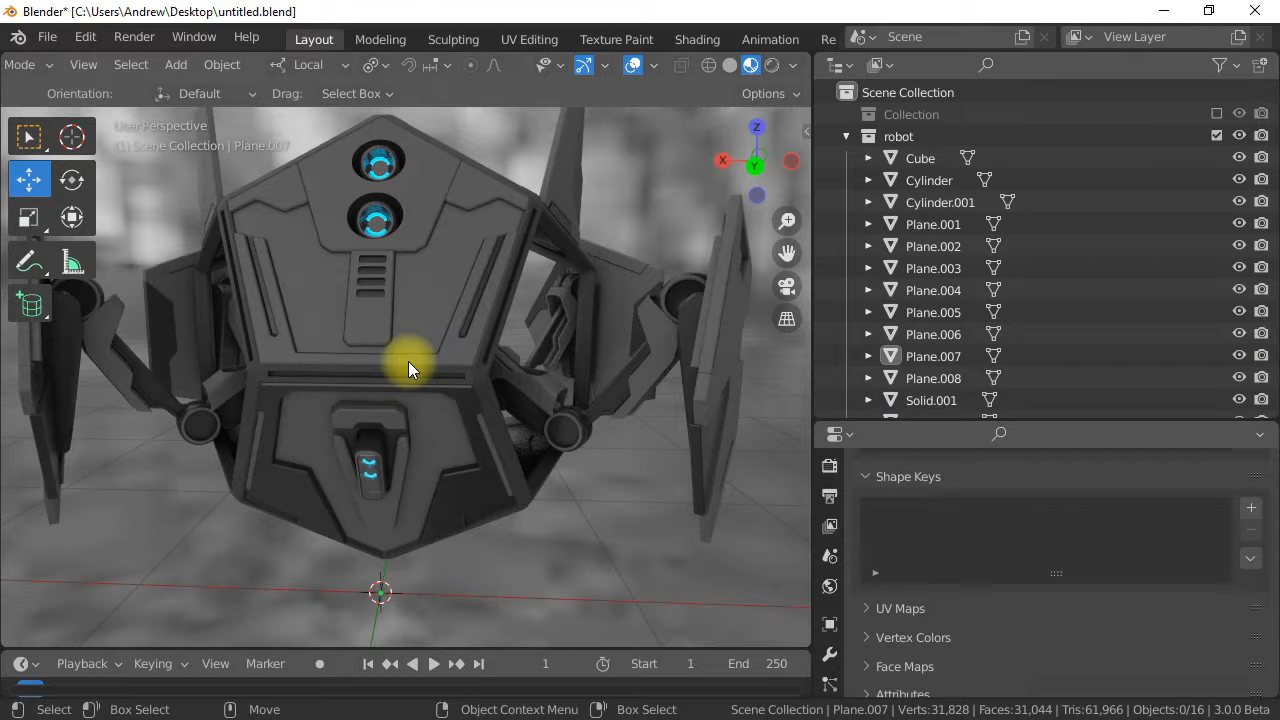 Blender* [C:\Users\Andrew\Desktop\untitled.blend]
File Edit Render Window Help Layout Modeling Sculpting UV Editing Texture Paint Shading Animation Re Scene View Layer
Mode View Select Add Object Local
Orientation: Default Drag: Select Box Options
Scene Collection
User Perspective
(1) Scene Collection | Plane.007
Z
X
Y
Collection
robot
Cube
Cylinder
Cylinder.001
Plane.001
Plane.002
Plane.003
Plane.004
Plane.005
Plane.006
Plane.007
Plane.008
Solid.001
Shape Keys
UV Maps
Vertex Colors
Face Maps
Attributes
Playback Keying View Marker 1 Start 1 End 250
Select Box Select Move Object Context Menu Box Select Scene Collection | Plane.007 | Verts:31,828 | Faces:31,044 | Tris:61,966 | Objects:0/16 | 3.0.0 Beta